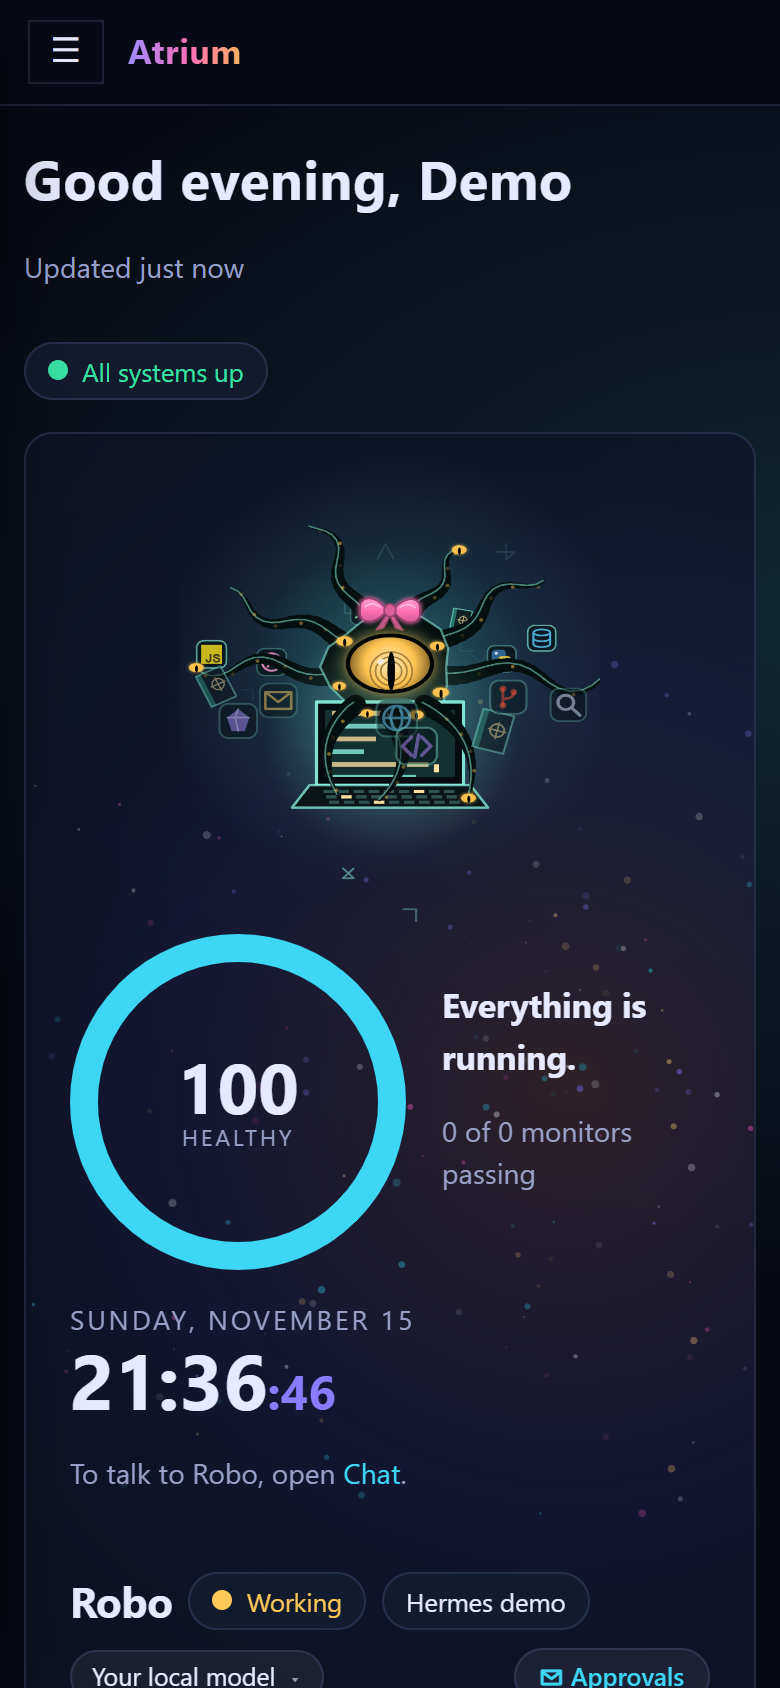 ☰ Atrium
Good evening, Demo
Updated just now
All systems up
JS
100
HEALTHY
Everything is
running.
0 of 0 monitors
passing
SUNDAY, NOVEMBER 15
21:36:46
To talk to Robo, open Chat.
Robo Working Hermes demo
Your local model Approvals